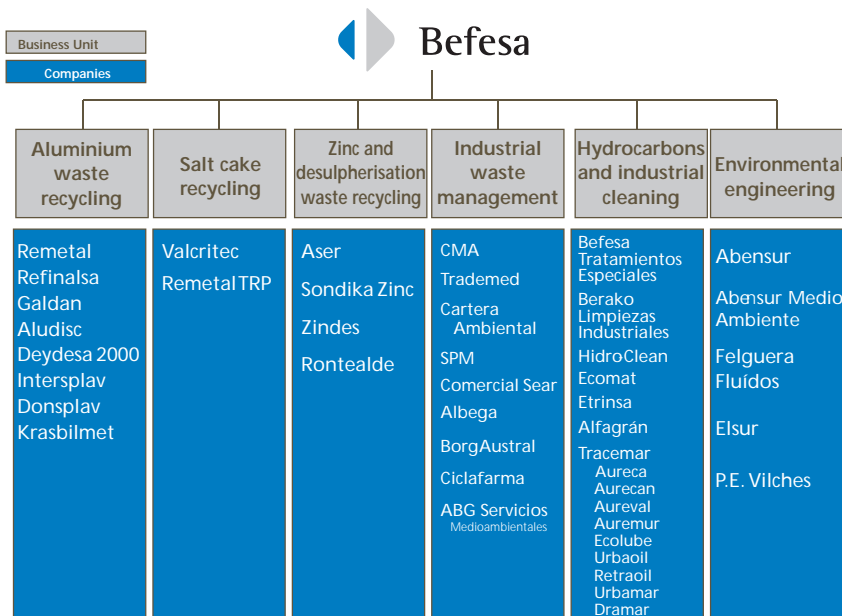 Business Unit
Companies
Befesa
Aluminium
waste
recycling
Salt cake
recycling
Zinc and
desulpherisation
waste recycling
Industrial
waste
management
Hydrocarbons
and industrial
cleaning
Environmental
engineering
Remetal
Refinalsa
Galdan
Aludisc
Deydesa 2000
Intersplav
Donsplav
Krasbilmet
Valcritec
Remetal TRP
Aser
Sondika Zinc
Zindes
Rontealde
CMA
Trademed
Cartera
Ambiental
SPM
Comercial Sear
Albega
BorgAustral
Ciclafarma
ABG Servicios
Medioambientales
Befesa
Tratamientos
Especiales
Berako
Limpiezas
Industriales
HidroClean
Ecomat
Etrinsa
Alfagrán
Tracemar
Aureca
Aurecan
Aureval
Auremur
Ecolube
Urbaoil
Retraoil
Urbamar
Dramar
Abensur
Abensur Medio
Ambiente
Felguera
Fluídos
Elsur
P.E. Vilches